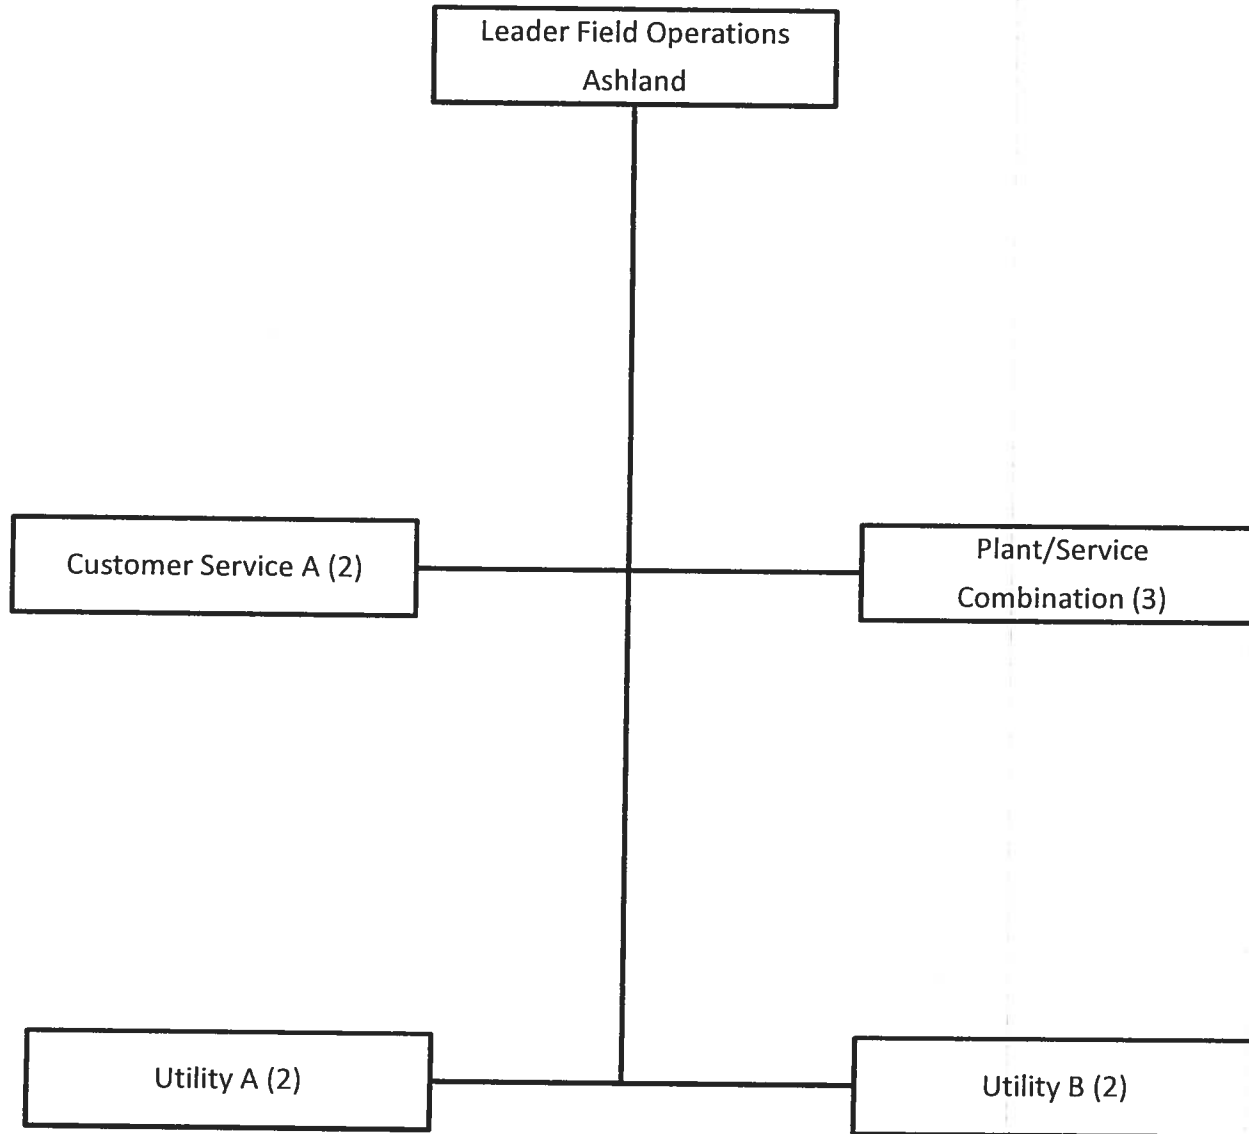 Leader Field Operations
Ashland
Customer Service A (2)
Plant/Service
Combination (3)
Utility A (2)
Utility B (2)